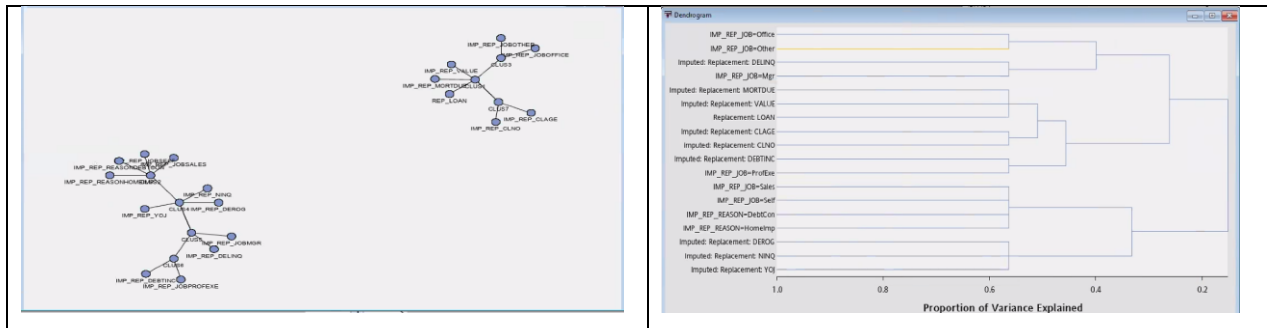 IMP_REP_JOBOTHER
IMP_REP_JOBOFFICE
CLUS3
IMP_REP_VALUE
IMP_REP_MORTDUE
REP_LOAN
CLUS7
IMP_REP_CLAGE
IMP_REP_CLNO
IMP_REP_JOBSALES
CLUS2
IMP_REP_NINQ
CLUS4
IMP_REP_DEROG
IMP_REP_YOJ
IMP_REP_JOBMGR
IMP_REP_DELINQ
IMP_REP_DEBTINC
IMP_REP_JOBPROFEXE
Dendrogram
IMP_REP_JOB=Office
IMP_REP_JOB=Other
Imputed: Replacement: DELINQ
IMP_REP_JOB=Mgr
Imputed: Replacement: MORTDUE
Imputed: Replacement: VALUE
Replacement: LOAN
Imputed: Replacement: CLAGE
Imputed: Replacement: CLNO
Imputed: Replacement: DEBTINC
IMP_REP_JOB=ProfExe
IMP_REP_JOB=Sales
IMP_REP_JOB=Self
IMP_REP_REASON=DebtCon
IMP_REP_REASON=HomeImp
Imputed: Replacement: DEROG
Imputed: Replacement: NINQ
Imputed: Replacement: YOJ
1.0 0.8 0.6 0.4 0.2
Proportion of Variance Explained